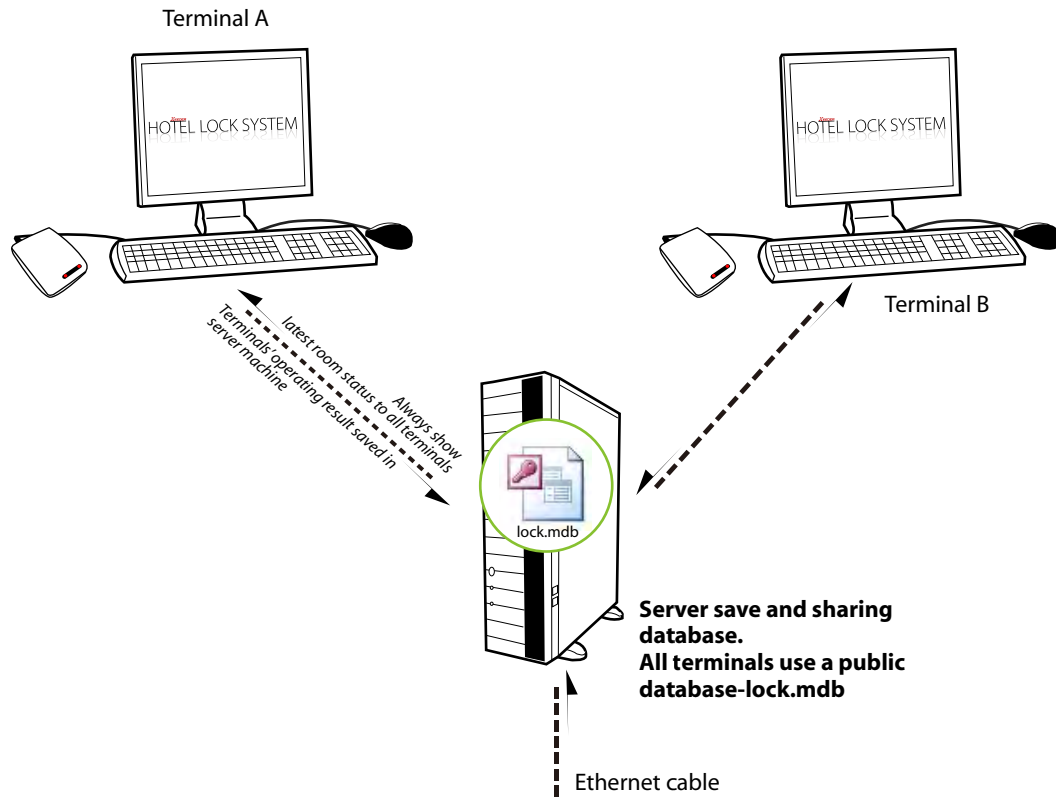 Terminal A
HOTEL LOCK SYSTEM
HOTEL LOCK SYSTEM
Terminal B
Always show
latest room status to all terminals
Terminals' operating result saved in
server machine
lock.mdb
Server save and sharing
database.
All terminals use a public
database-lock.mdb
Ethernet cable